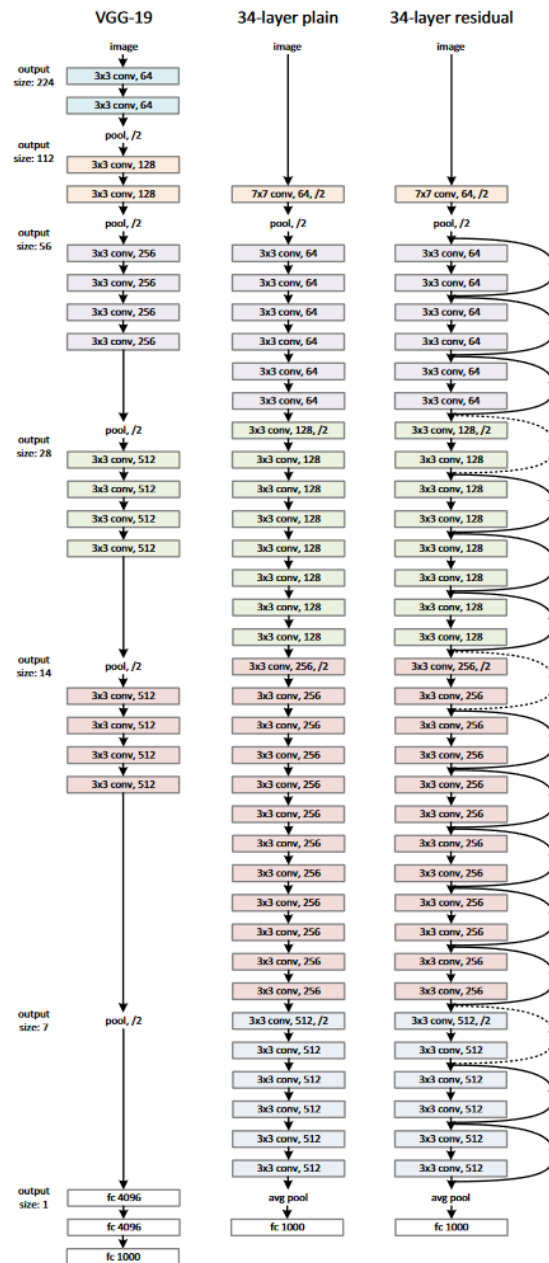 output
size: 224
output
size: 112
output
size: 56
output
size: 28
output
size: 14
output
size: 7
output
size: 1
VGG-19
image
3x3 conv, 64
3x3 conv, 64
pool, /2
3x3 conv, 128
3x3 conv, 128
pool, /2
3x3 conv, 256
3x3 conv, 256
3x3 conv, 256
3x3 conv, 256
pool, /2
3x3 conv, 512
3x3 conv, 512
3x3 conv, 512
3x3 conv, 512
pool, /2
3x3 conv, 512
3x3 conv, 512
3x3 conv, 512
3x3 conv, 512
pool, /2
fc 4096
fc 4096
fc 1000
34-layer plain
image
7x7 conv, 64, /2
pool, /2
3x3 conv, 64
3x3 conv, 64
3x3 conv, 64
3x3 conv, 64
3x3 conv, 64
3x3 conv, 64
3x3 conv, 128, /2
3x3 conv, 128
3x3 conv, 128
3x3 conv, 128
3x3 conv, 128
3x3 conv, 128
3x3 conv, 128
3x3 conv, 128
3x3 conv, 256, /2
3x3 conv, 256
3x3 conv, 256
3x3 conv, 256
3x3 conv, 256
3x3 conv, 256
3x3 conv, 256
3x3 conv, 256
3x3 conv, 256
3x3 conv, 256
3x3 conv, 256
3x3 conv, 256
3x3 conv, 512, /2
3x3 conv, 512
3x3 conv, 512
3x3 conv, 512
3x3 conv, 512
3x3 conv, 512
avg pool
fc 1000
34-layer residual
image
7x7 conv, 64, /2
pool, /2
3x3 conv, 64
3x3 conv, 64
3x3 conv, 64
3x3 conv, 64
3x3 conv, 64
3x3 conv, 64
3x3 conv, 128, /2
3x3 conv, 128
3x3 conv, 128
3x3 conv, 128
3x3 conv, 128
3x3 conv, 128
3x3 conv, 128
3x3 conv, 128
3x3 conv, 256, /2
3x3 conv, 256
3x3 conv, 256
3x3 conv, 256
3x3 conv, 256
3x3 conv, 256
3x3 conv, 256
3x3 conv, 256
3x3 conv, 256
3x3 conv, 256
3x3 conv, 256
3x3 conv, 256
3x3 conv, 512, /2
3x3 conv, 512
3x3 conv, 512
3x3 conv, 512
3x3 conv, 512
3x3 conv, 512
avg pool
fc 1000